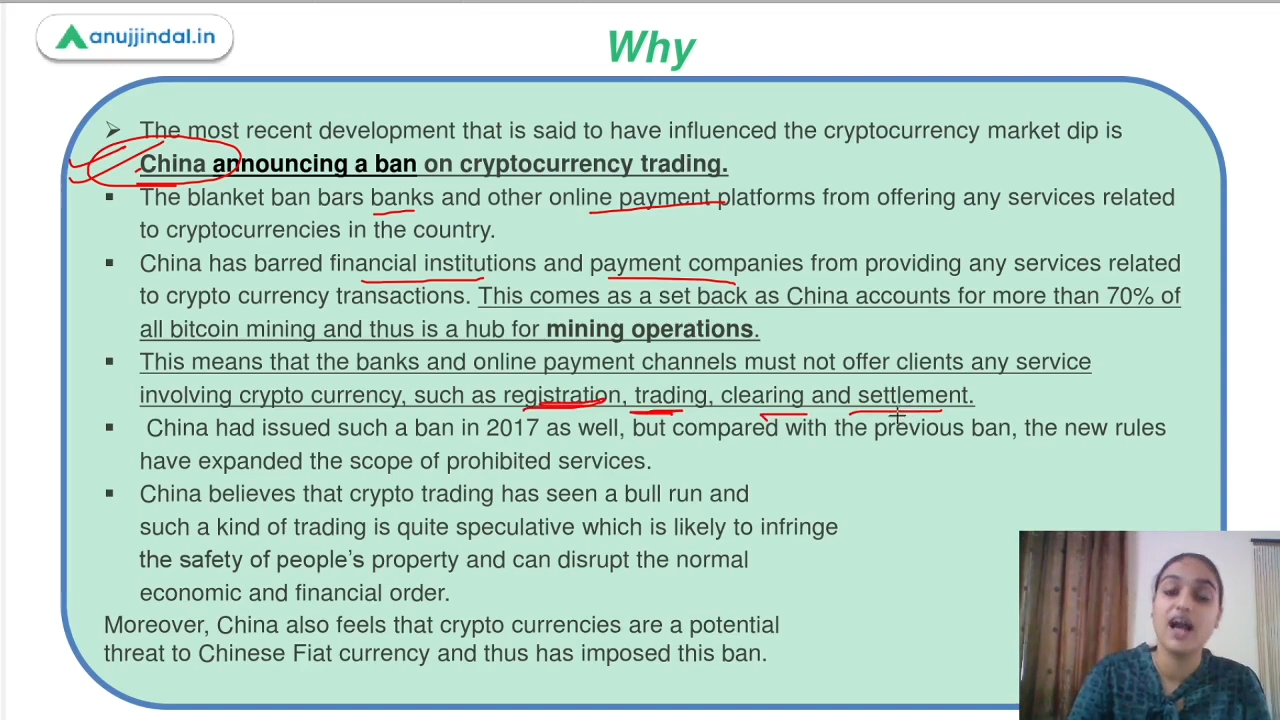 anujjindal.in
Why
The most recent development that is said to have influenced the cryptocurrency market dip is
China announcing a ban on cryptocurrency trading.
The blanket ban bars banks and other online payment platforms from offering any services related
to cryptocurrencies in the country.
China has barred financial institutions and payment companies from providing any services related
to crypto currency transactions. This comes as a set back as China accounts for more than 70% of
all bitcoin mining and thus is a hub for mining operations.
This means that the banks and online payment channels must not offer clients any service
involving crypto currency, such as registration, trading, clearing and settlement.
China had issued such a ban in 2017 as well, but compared with the previous ban, the new rules
have expanded the scope of prohibited services.
China believes that crypto trading has seen a bull run and
such a kind of trading is quite speculative which is likely to infringe
the safety of people's property and can disrupt the normal
economic and financial order.
Moreover, China also feels that crypto currencies are a potential
threat to Chinese Fiat currency and thus has imposed this ban.